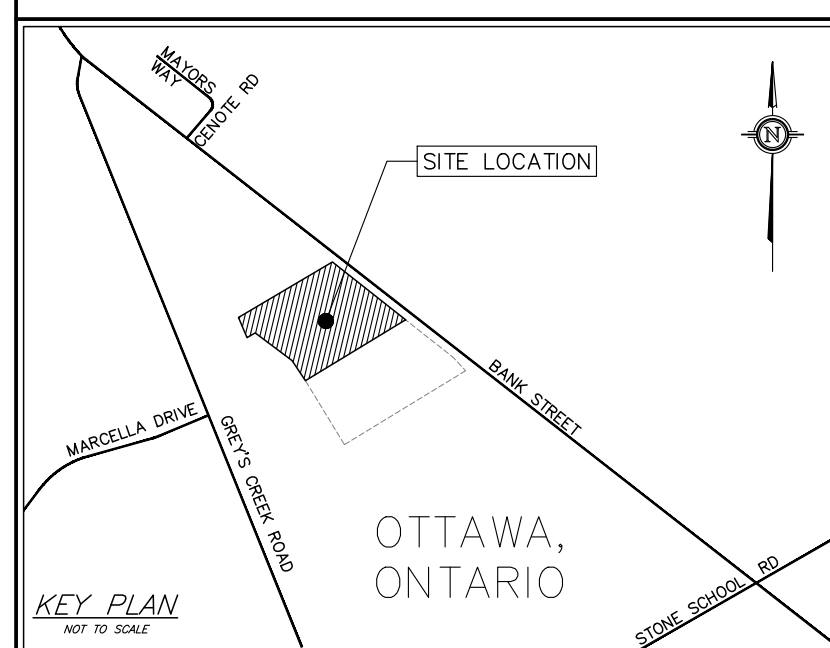 MAYORS
WAY
CENOTE RD
SITE LOCATION
N
BANK STREET
MARCELLA DRIVE
GREY'S CREEK ROAD
OTTAWA,
ONTARIO
STONE SCHOOL RD
KEY PLAN
NOT TO SCALE